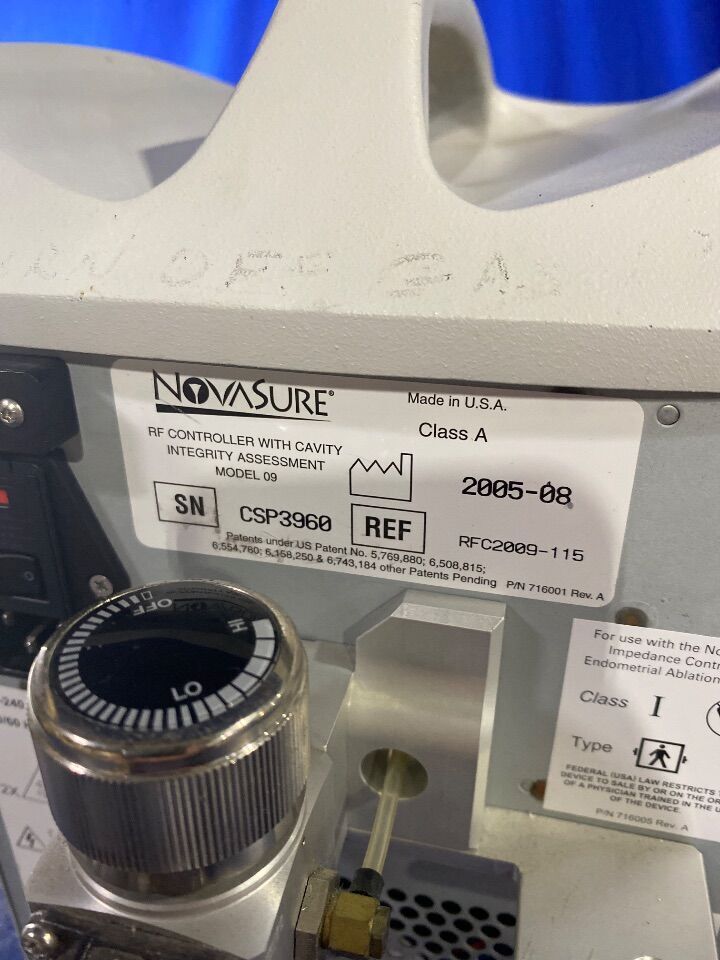 OFF
NOVASURE®
Made in U.S.A.
Class A
RF CONTROLLER WITH CAVITY
INTEGRITY ASSESSMENT
MODEL 09
2005-08
SN CSP3960 REF RFC2009-115
Patents under US Patent No. 5,769,880; 6,508,815;
6,554,760; 6,158,250 & 6,743,184 other Patents Pending P/N 716001 Rev. A
OFF
HI
LO
For use with the
Impedance
Endometrial Ablation
Class I
Type
FEDERAL (USA) LAW RESTRICTS
DEVICE TO SALE BY OR ON THE
OF A PHYSICIAN TRAINED IN THE
OF THE DEVICE.
P/N 716005 Rev. A